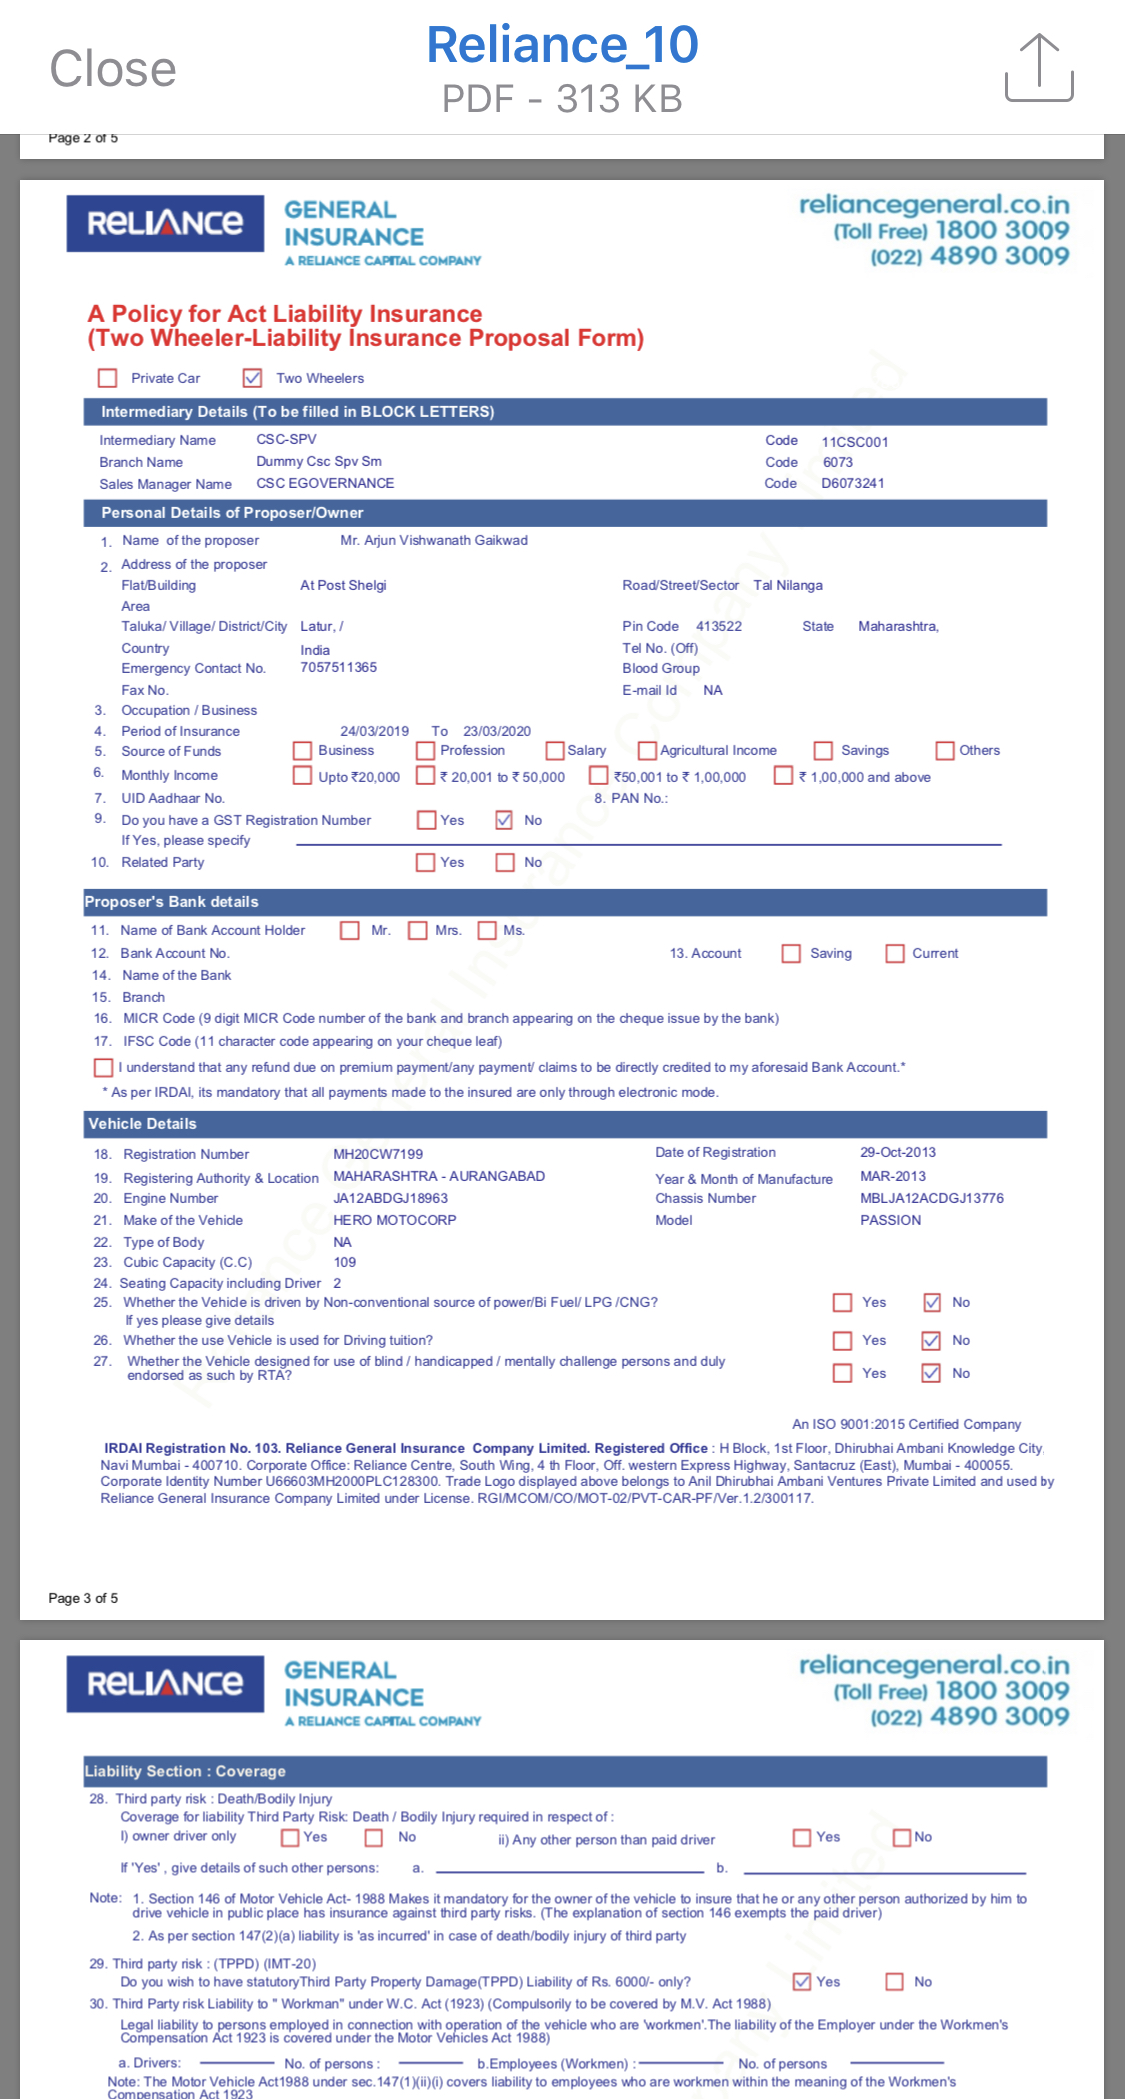 Close
Reliance_10
PDF - 313 KB
Page 2 of 5
RELIANCE GENERAL INSURANCE A RELIANCE CAPITAL COMPANY
reliancegeneral.co.in
(Toll Free) 1800 3009
(022) 4890 3009
A Policy for Act Liability Insurance
(Two Wheeler-Liability Insurance Proposal Form)
Private Car Two Wheelers
Intermediary Details (To be filled in BLOCK LETTERS)
Intermediary Name CSC-SPV Code 11CSC001
Branch Name Dummy Csc Spv Sm Code 6073
Sales Manager Name CSC EGOVERNANCE Code D6073241
Personal Details of Proposer/Owner
1. Name of the proposer Mr. Arjun Vishwanath Gaikwad
2. Address of the proposer
Flat/Building At Post Shelgi Road/Street/Sector Tal Nilanga
Area
Taluka/ Village/ District/City Latur, / Pin Code 413522 State Maharashtra,
Country India Tel No. (Off)
Emergency Contact No. 7057511365 Blood Group
Fax No. E-mail Id NA
3. Occupation / Business
4. Period of Insurance 24/03/2019 To 23/03/2020
5. Source of Funds Business Profession Salary Agricultural Income Savings Others
6. Monthly Income Upto ₹20,000 ₹ 20,001 to ₹ 50,000 ₹50,001 to ₹ 1,00,000 ₹ 1,00,000 and above
7. UID Aadhaar No. 8. PAN No.:
9. Do you have a GST Registration Number Yes No
If Yes, please specify
10. Related Party Yes No
Proposer's Bank details
11. Name of Bank Account Holder Mr. Mrs. Ms.
12. Bank Account No. 13. Account Saving Current
14. Name of the Bank
15. Branch
16. MICR Code (9 digit MICR Code number of the bank and branch appearing on the cheque issue by the bank)
17. IFSC Code (11 character code appearing on your cheque leaf)
I understand that any refund due on premium payment/any payment/ claims to be directly credited to my aforesaid Bank Account.*
* As per IRDAI, its mandatory that all payments made to the insured are only through electronic mode.
Vehicle Details
18. Registration Number MH20CW7199 Date of Registration 29-Oct-2013
19. Registering Authority & Location MAHARASHTRA - AURANGABAD Year & Month of Manufacture MAR-2013
20. Engine Number JA12ABDGJ18963 Chassis Number MBLJA12ACDGJ13776
21. Make of the Vehicle HERO MOTOCORP Model PASSION
22. Type of Body NA
23. Cubic Capacity (C.C) 109
24. Seating Capacity including Driver 2
25. Whether the Vehicle is driven by Non-conventional source of power/Bi Fuel/ LPG /CNG? Yes No
If yes please give details
26. Whether the use Vehicle is used for Driving tuition? Yes No
27. Whether the Vehicle designed for use of blind / handicapped / mentally challenge persons and duly
endorsed as such by RTA? Yes No
An ISO 9001:2015 Certified Company
IRDAI Registration No. 103. Reliance General Insurance Company Limited. Registered Office : H Block, 1st Floor, Dhirubhai Ambani Knowledge City,
Navi Mumbai - 400710. Corporate Office: Reliance Centre, South Wing, 4 th Floor, Off. western Express Highway, Santacruz (East), Mumbai - 400055.
Corporate Identity Number U66603MH2000PLC128300. Trade Logo displayed above belongs to Anil Dhirubhai Ambani Ventures Private Limited and used by
Reliance General Insurance Company Limited under License. RGI/MCOM/CO/MOT-02/PVT-CAR-PF/Ver.1.2/300117.
Page 3 of 5
RELIANCE GENERAL INSURANCE A RELIANCE CAPITAL COMPANY
reliancegeneral.co.in
(Toll Free) 1800 3009
(022) 4890 3009
Liability Section : Coverage
28. Third party risk : Death/Bodily Injury
Coverage for liability Third Party Risk: Death / Bodily Injury required in respect of :
I) owner driver only Yes No ii) Any other person than paid driver Yes No
If 'Yes' , give details of such other persons: a. b.
Note: 1. Section 146 of Motor Vehicle Act- 1988 Makes it mandatory for the owner of the vehicle to insure that he or any other person authorized by him to
drive vehicle in public place has insurance against third party risks. (The explanation of section 146 exempts the paid driver)
2. As per section 147(2)(a) liability is 'as incurred' in case of death/bodily injury of third party
29. Third party risk : (TPPD) (IMT-20)
Do you wish to have statutoryThird Party Property Damage(TPPD) Liability of Rs. 6000/- only? Yes No
30. Third Party risk Liability to " Workman" under W.C. Act (1923) (Compulsorily to be covered by M.V. Act 1988)
Legal liability to persons employed in connection with operation of the vehicle who are 'workmen'.The liability of the Employer under the Workmen's
Compensation Act 1923 is covered under the Motor Vehicles Act 1988)
a. Drivers: No. of persons : b.Employees (Workmen) : No. of persons
Note: The Motor Vehicle Act1988 under sec.147(1)(ii)(i) covers liability to employees who are workmen within the meaning of the Workmen's
Compensation Act 1923